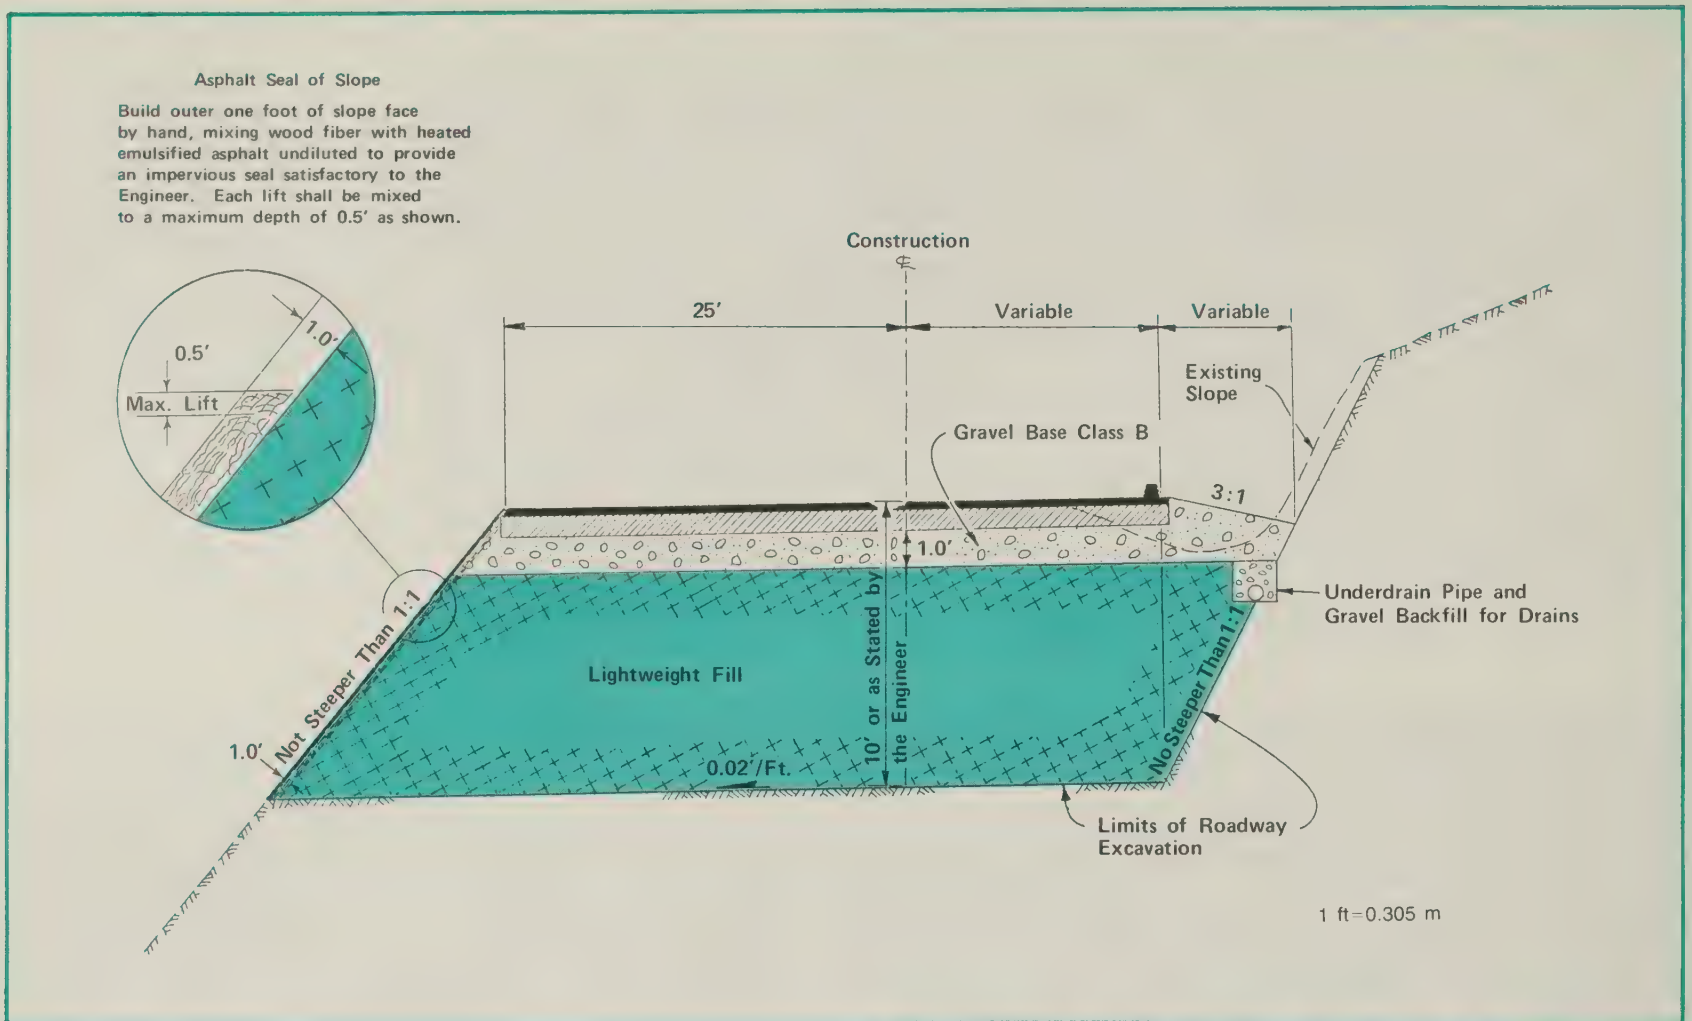 Asphalt Seal of Slope
Build outer one foot of slope face
by hand, mixing wood fiber with heated
emulsified asphalt undiluted to provide
an impervious seal satisfactory to the
Engineer. Each lift shall be mixed
to a maximum depth of 0.5' as shown.
Construction
℄
25'
Variable
Variable
1.0'
0.5'
Max. Lift
Existing
Slope
Gravel Base Class B
3:1
1.0'
Not Steeper Than 1:1
Underdrain Pipe and
Gravel Backfill for Drains
Lightweight Fill
10' or as Stated by
the Engineer
No Steeper Than 1:1
1.0'
0.02'/Ft.
Limits of Roadway
Excavation
1 ft=0.305 m